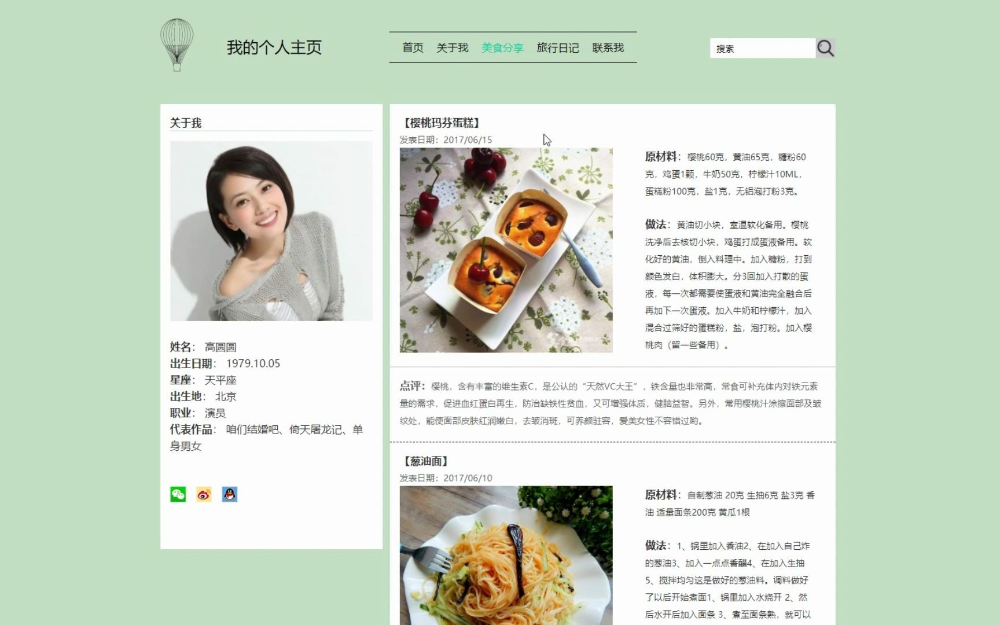 我的个人主页
首页 关于我 美食分享 旅行日记 联系我
搜索
关于我
姓名： 高圆圆
出生日期： 1979.10.05
星座： 天平座
出生地： 北京
职业： 演员
代表作品： 咱们结婚吧、倚天屠龙记、单
身男女
【樱桃玛芬蛋糕】
发表日期：2017/06/15
原材料：樱桃60克，黄油65克，糖粉60
克，鸡蛋1颗，牛奶50克，柠檬汁10ML，
蛋糕粉100克，盐1克，无铝泡打粉3克。
做法：黄油切小块，室温软化备用。樱桃
洗净后去核切小块，鸡蛋打成蛋液备用。软
化好的黄油，倒入料理中。加入糖粉，打到
颜色发白，体积膨大。分3回加入打散的蛋
液，每一次都需要使蛋液和黄油完全融合后
再加下一次蛋液。加入牛奶和柠檬汁，加入
混合过筛好的蛋糕粉，盐，泡打粉。加入樱
桃肉（留一些备用）。
点评：樱桃，含有丰富的维生素C，是公认的“天然VC大王”，铁含量也非常高，常食可补充体内对铁元素
量的需求，促进血红蛋白再生，防治缺铁性贫血，又可增强体质，健脑益智。另外，常用樱桃汁涂擦面部及皱
纹处，能使面部皮肤红润嫩白，去皱消斑，可养颜驻容，爱美女性不容错过哟。
【葱油面】
发表日期：2017/06/10
原材料：自制葱油 20克 生抽6克 盐3克 香
油 适量面条200克 黄瓜1根
做法：1、锅里加入香油2、在加入自己炸
的葱油3、加入一点点香醋4、在加入生抽
5、搅拌均匀这是做好的葱油料。调料做好
了以后开始煮面1、锅里加入水烧开 2、然
后水开后加入面条 3、煮至面条熟，就可以